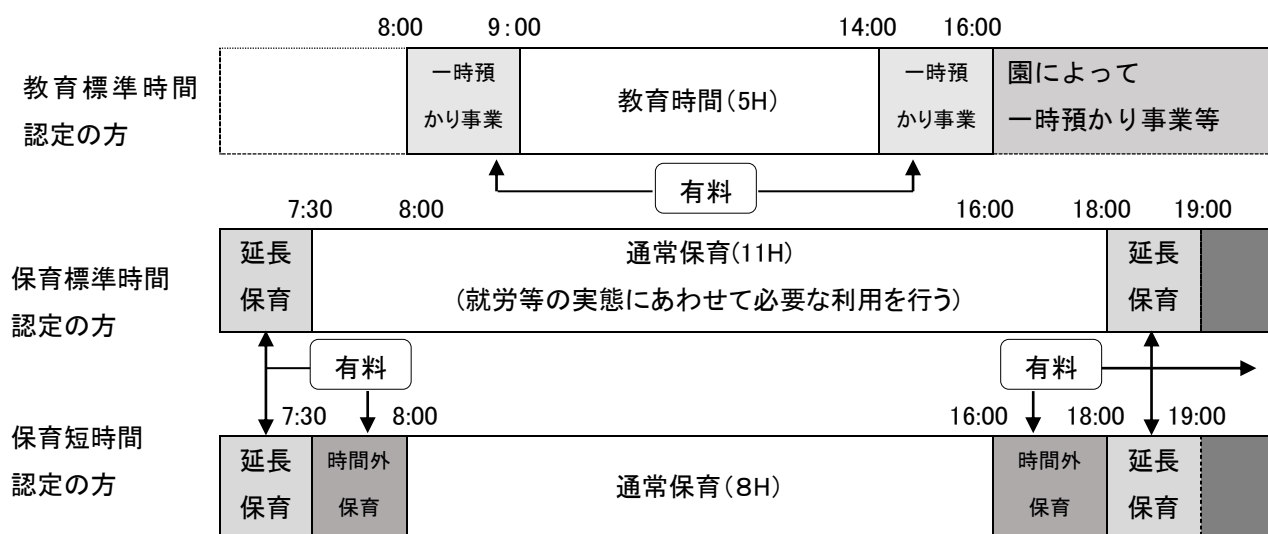 8:00 9:00 14:00 16:00
教育標準時間
認定の方
一時預
かり事業
教育時間(5H)
一時預
かり事業
園によって
一時預かり事業等
有料
7:30 8:00 16:00 18:00 19:00
保育標準時間
認定の方
延長
保育
通常保育(11H)
(就労等の実態にあわせて必要な利用を行う)
延長
保育
有料
有料
7:30 8:00 16:00 18:00 19:00
保育短時間
認定の方
延長
保育
時間外
保育
通常保育(8H)
時間外
保育
延長
保育